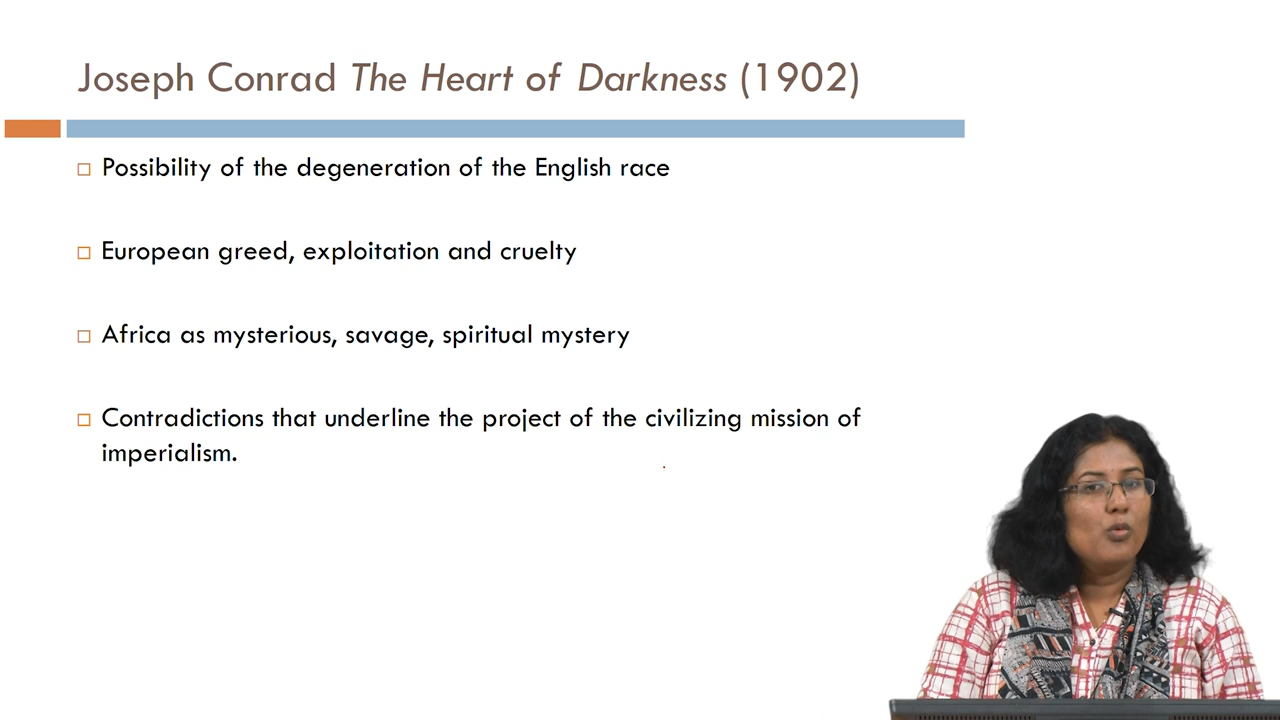 Joseph Conrad The Heart of Darkness (1902)
Possibility of the degeneration of the English race
European greed, exploitation and cruelty
Africa as mysterious, savage, spiritual mystery
Contradictions that underline the project of the civilizing mission of
imperialism.